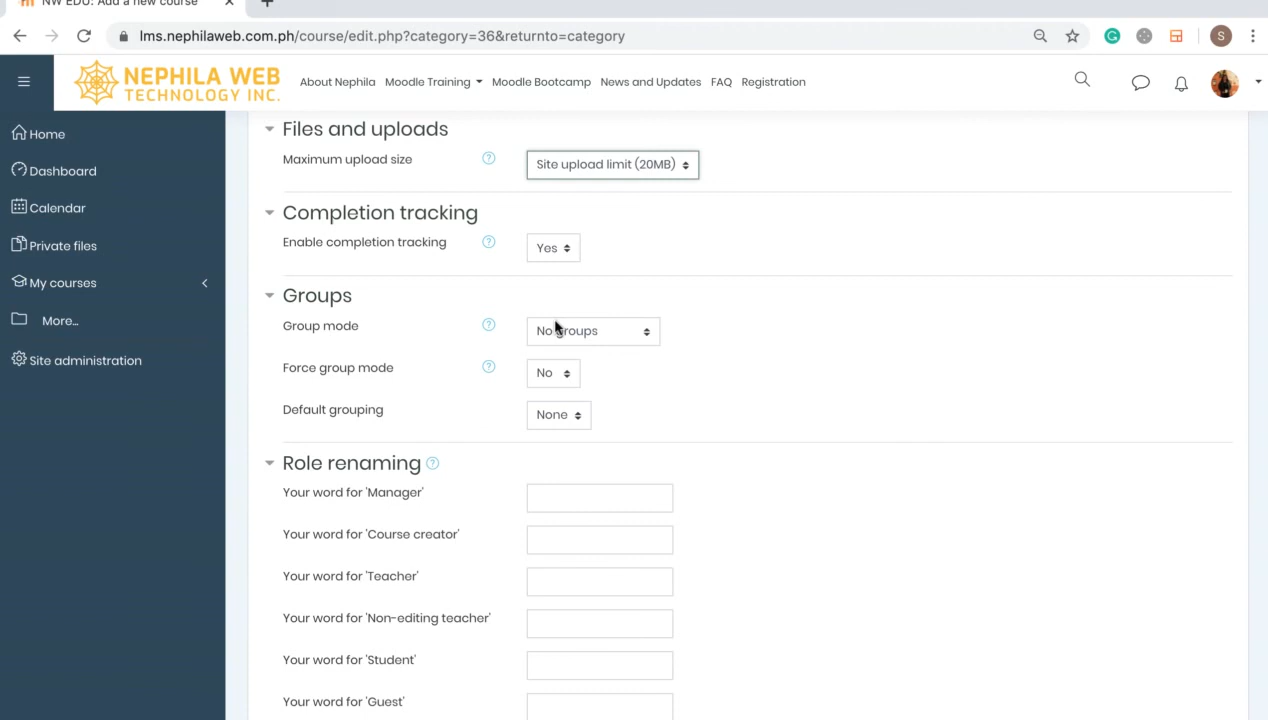 NW EDU: Add a new course
lms.nephilaweb.com.ph/course/edit.php?category=36&returnto=category
S
NEPHILA WEB
TECHNOLOGY INC.
About Nephila Moodle Training Moodle Bootcamp News and Updates FAQ Registration
Home
Dashboard
Calendar
Private files
My courses
More...
Site administration
Files and uploads
Maximum upload size ? Site upload limit (20MB)
Completion tracking
Enable completion tracking ? Yes
Groups
Group mode ? No groups
Force group mode ? No
Default grouping None
Role renaming ?
Your word for 'Manager'
Your word for 'Course creator'
Your word for 'Teacher'
Your word for 'Non-editing teacher'
Your word for 'Student'
Your word for 'Guest'